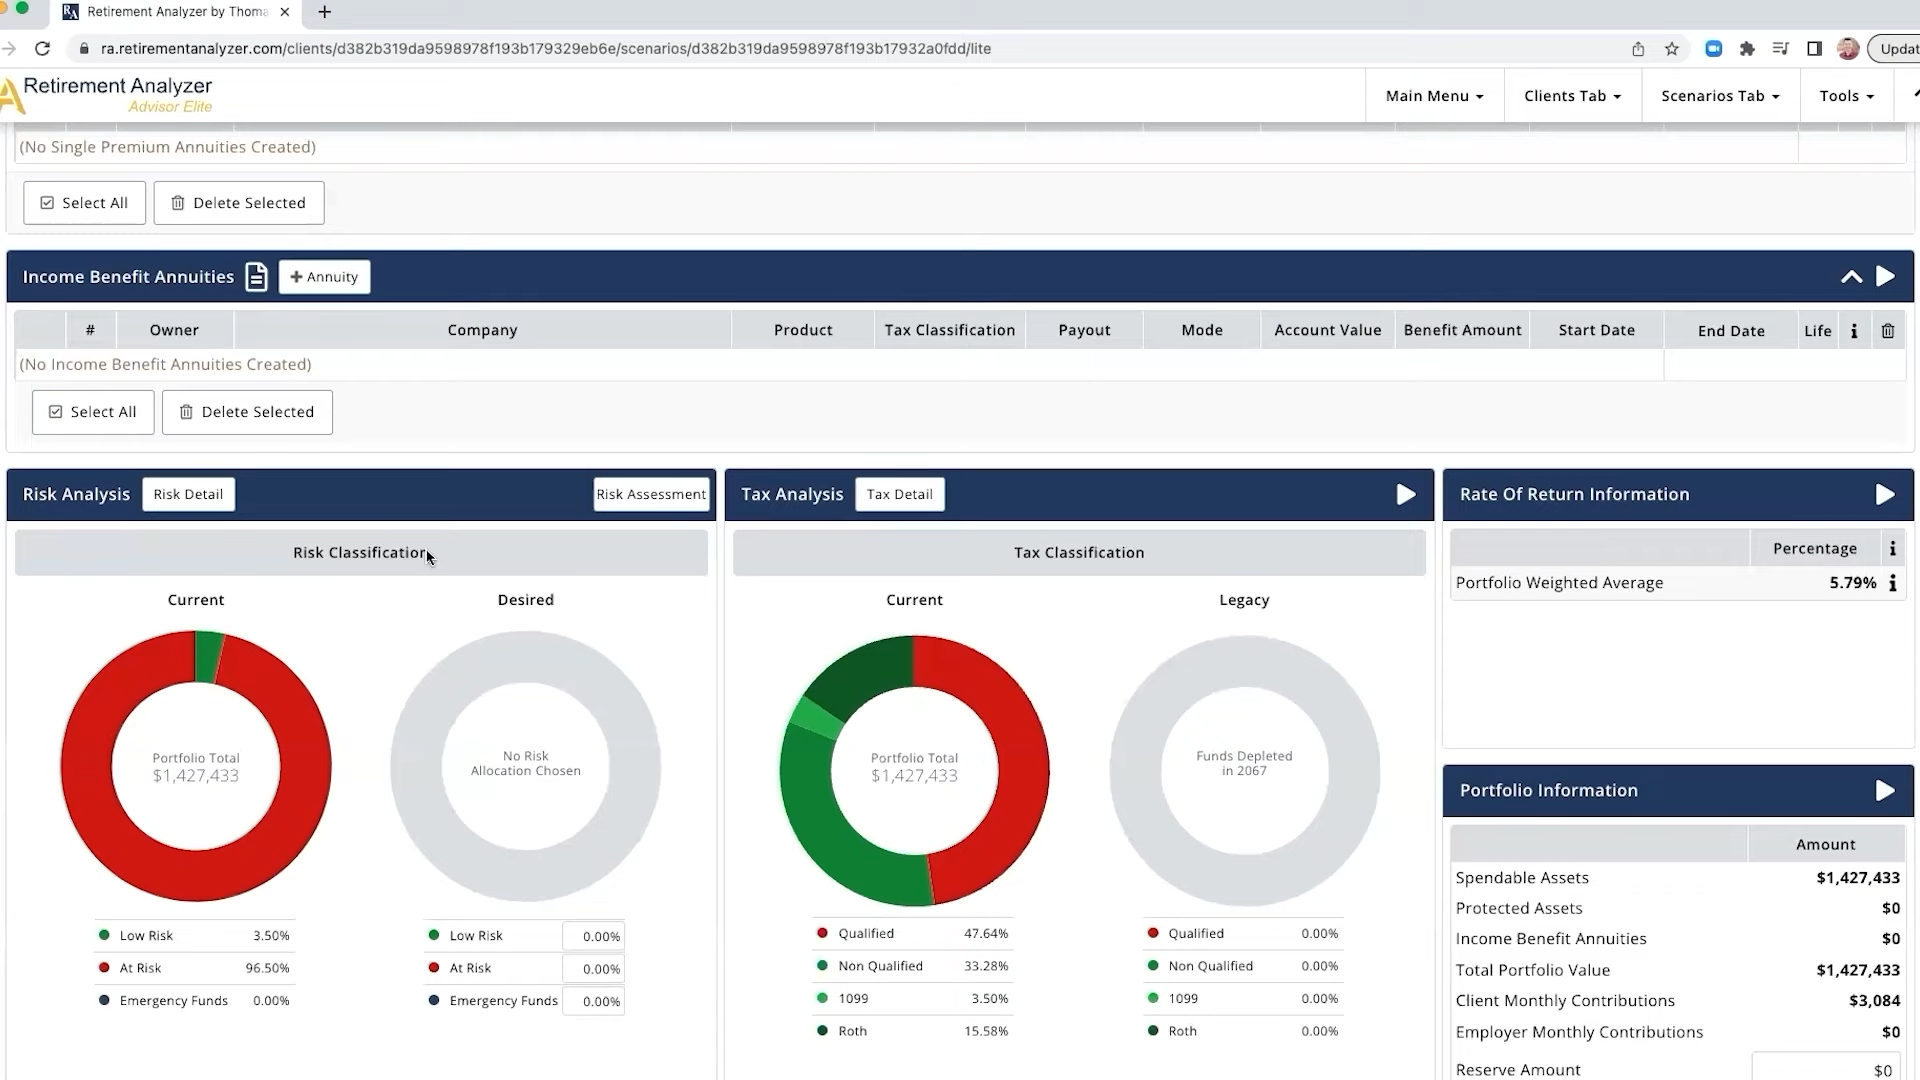 Retirement Analyzer by Thoma
ra.retirementanalyzer.com/clients/d382b319da9598978f193b179329eb6e/scenarios/d382b319da9598978f193b17932a0fdd/lite
Updat
Retirement Analyzer
Advisor Elite
Main Menu
Clients Tab
Scenarios Tab
Tools
(No Single Premium Annuities Created)
Select All
Delete Selected
Income Benefit Annuities
+ Annuity
# Owner Company Product Tax Classification Payout Mode Account Value Benefit Amount Start Date End Date Life
(No Income Benefit Annuities Created)
Select All
Delete Selected
Risk Analysis
Risk Detail
Risk Assessment
Risk Classification
Current
Desired
Portfolio Total
$1,427,433
No Risk
Allocation Chosen
Low Risk 3.50%
At Risk 96.50%
Emergency Funds 0.00%
Low Risk 0.00%
At Risk 0.00%
Emergency Funds 0.00%
Tax Analysis
Tax Detail
Tax Classification
Current
Legacy
Portfolio Total
$1,427,433
Funds Depleted
in 2067
Qualified 47.64%
Non Qualified 33.28%
1099 3.50%
Roth 15.58%
Qualified 0.00%
Non Qualified 0.00%
1099 0.00%
Roth 0.00%
Rate Of Return Information
Percentage
Portfolio Weighted Average 5.79%
Portfolio Information
Amount
Spendable Assets $1,427,433
Protected Assets $0
Income Benefit Annuities $0
Total Portfolio Value $1,427,433
Client Monthly Contributions $3,084
Employer Monthly Contributions $0
Reserve Amount $0